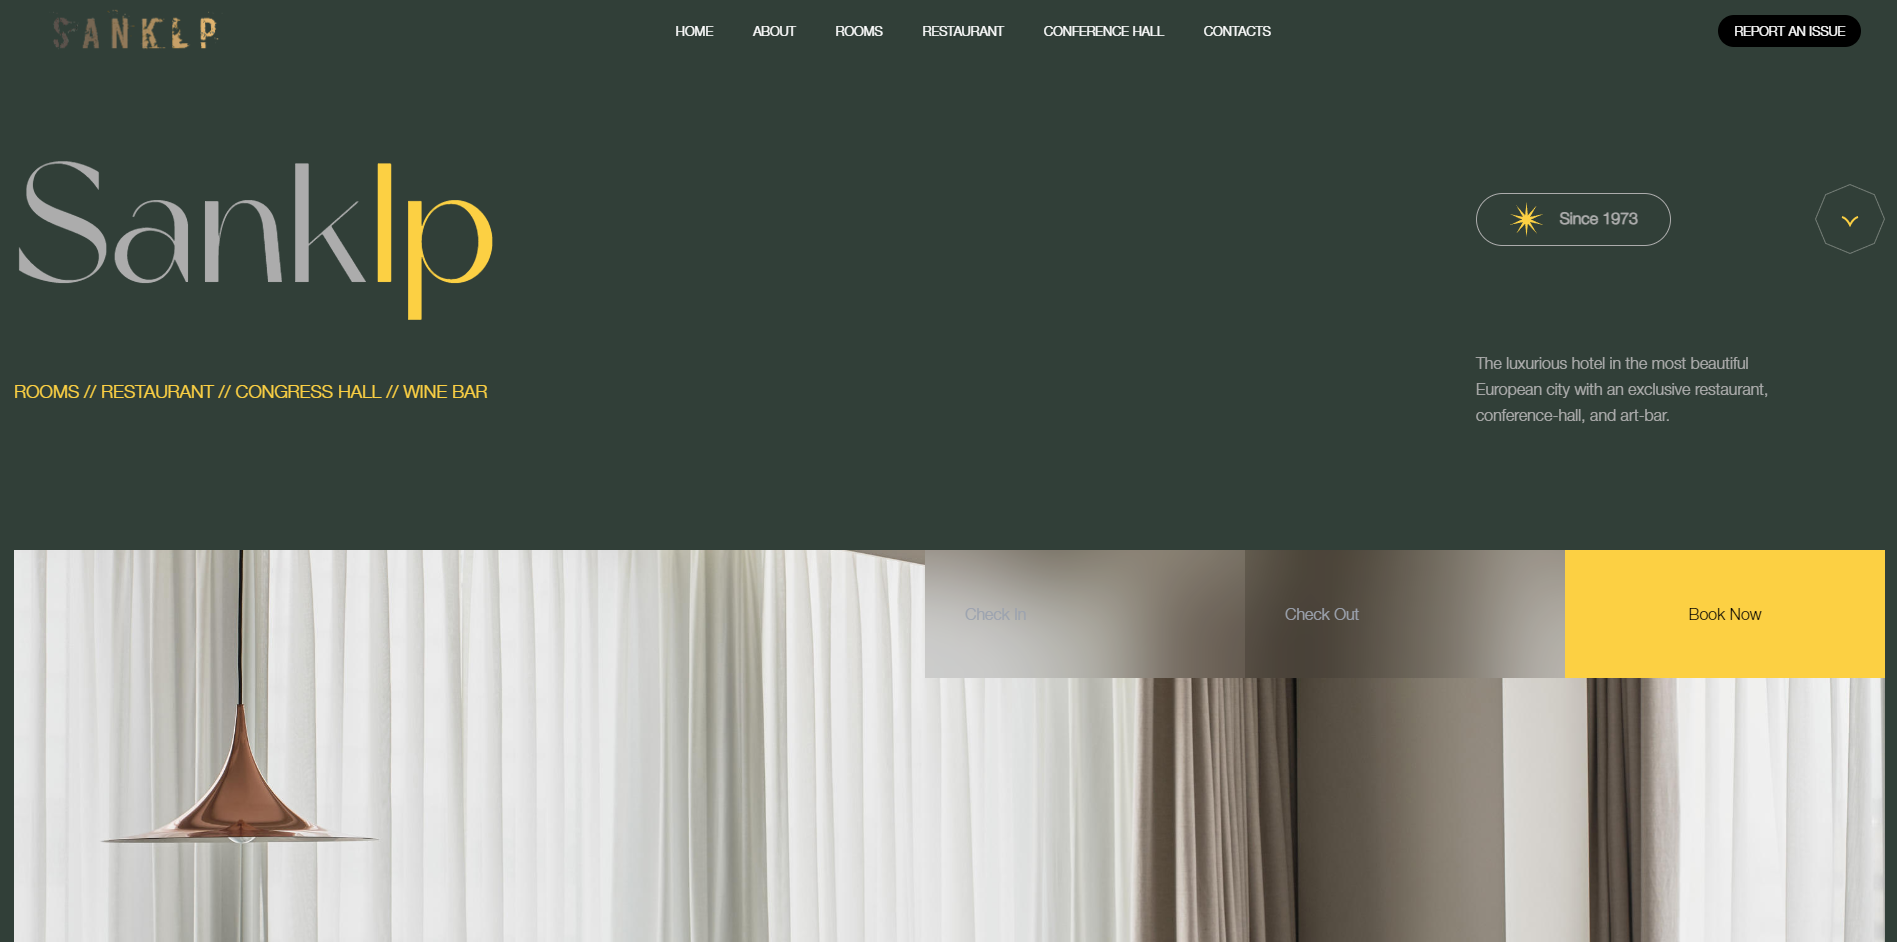 SANKLP
HOME
ABOUT
ROOMS
RESTAURANT
CONFERENCE HALL
CONTACTS
REPORT AN ISSUE
Sanklp
Since 1973
ROOMS // RESTAURANT // CONGRESS HALL // WINE BAR
The luxurious hotel in the most beautiful
European city with an exclusive restaurant,
conference-hall, and art-bar.
Check In
Check Out
Book Now